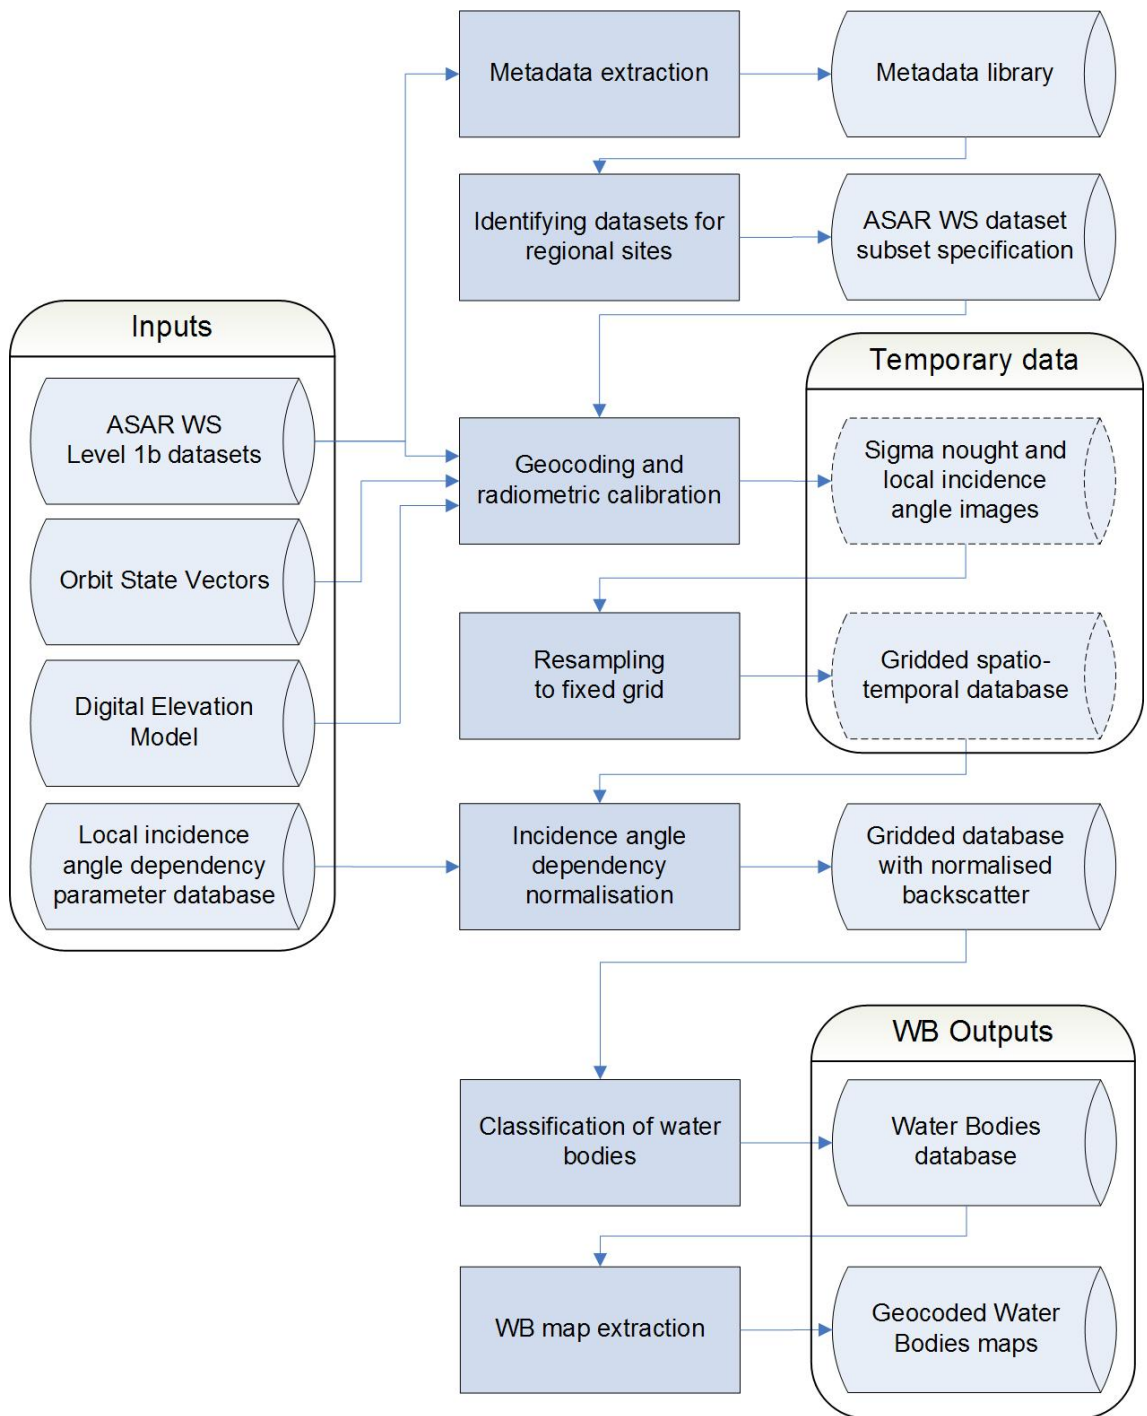 Metadata extraction
Metadata library
Identifying datasets for
regional sites
ASAR WS dataset
subset specification
Inputs
ASAR WS
Level 1b datasets
Orbit State Vectors
Digital Elevation
Model
Local incidence
angle dependency
parameter database
Temporary data
Geocoding and
radiometric calibration
Sigma nought and
local incidence
angle images
Resampling
to fixed grid
Gridded spatio-
temporal database
Incidence angle
dependency
normalisation
Gridded database
with normalised
backscatter
WB Outputs
Classification of water
bodies
Water Bodies
database
WB map extraction
Geocoded Water
Bodies maps